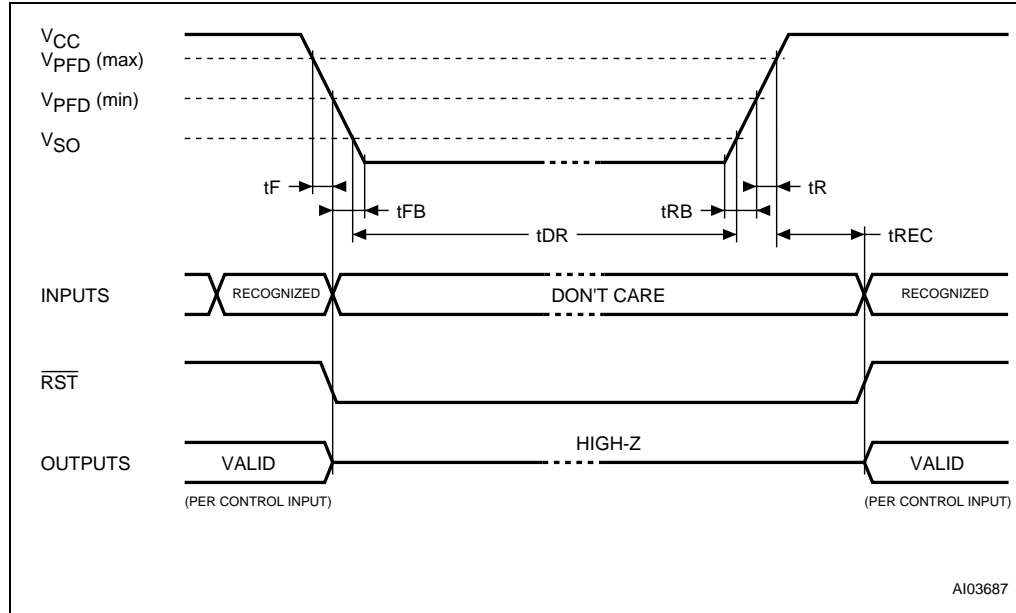 VCC
VPFD (max)
VPFD (min)
VSO
tF
tR
tFB
tRB
tDR
tREC
INPUTS
RECOGNIZED
DON'T CARE
RECOGNIZED
RST
HIGH-Z
OUTPUTS
VALID
VALID
(PER CONTROL INPUT)
(PER CONTROL INPUT)
AI03687